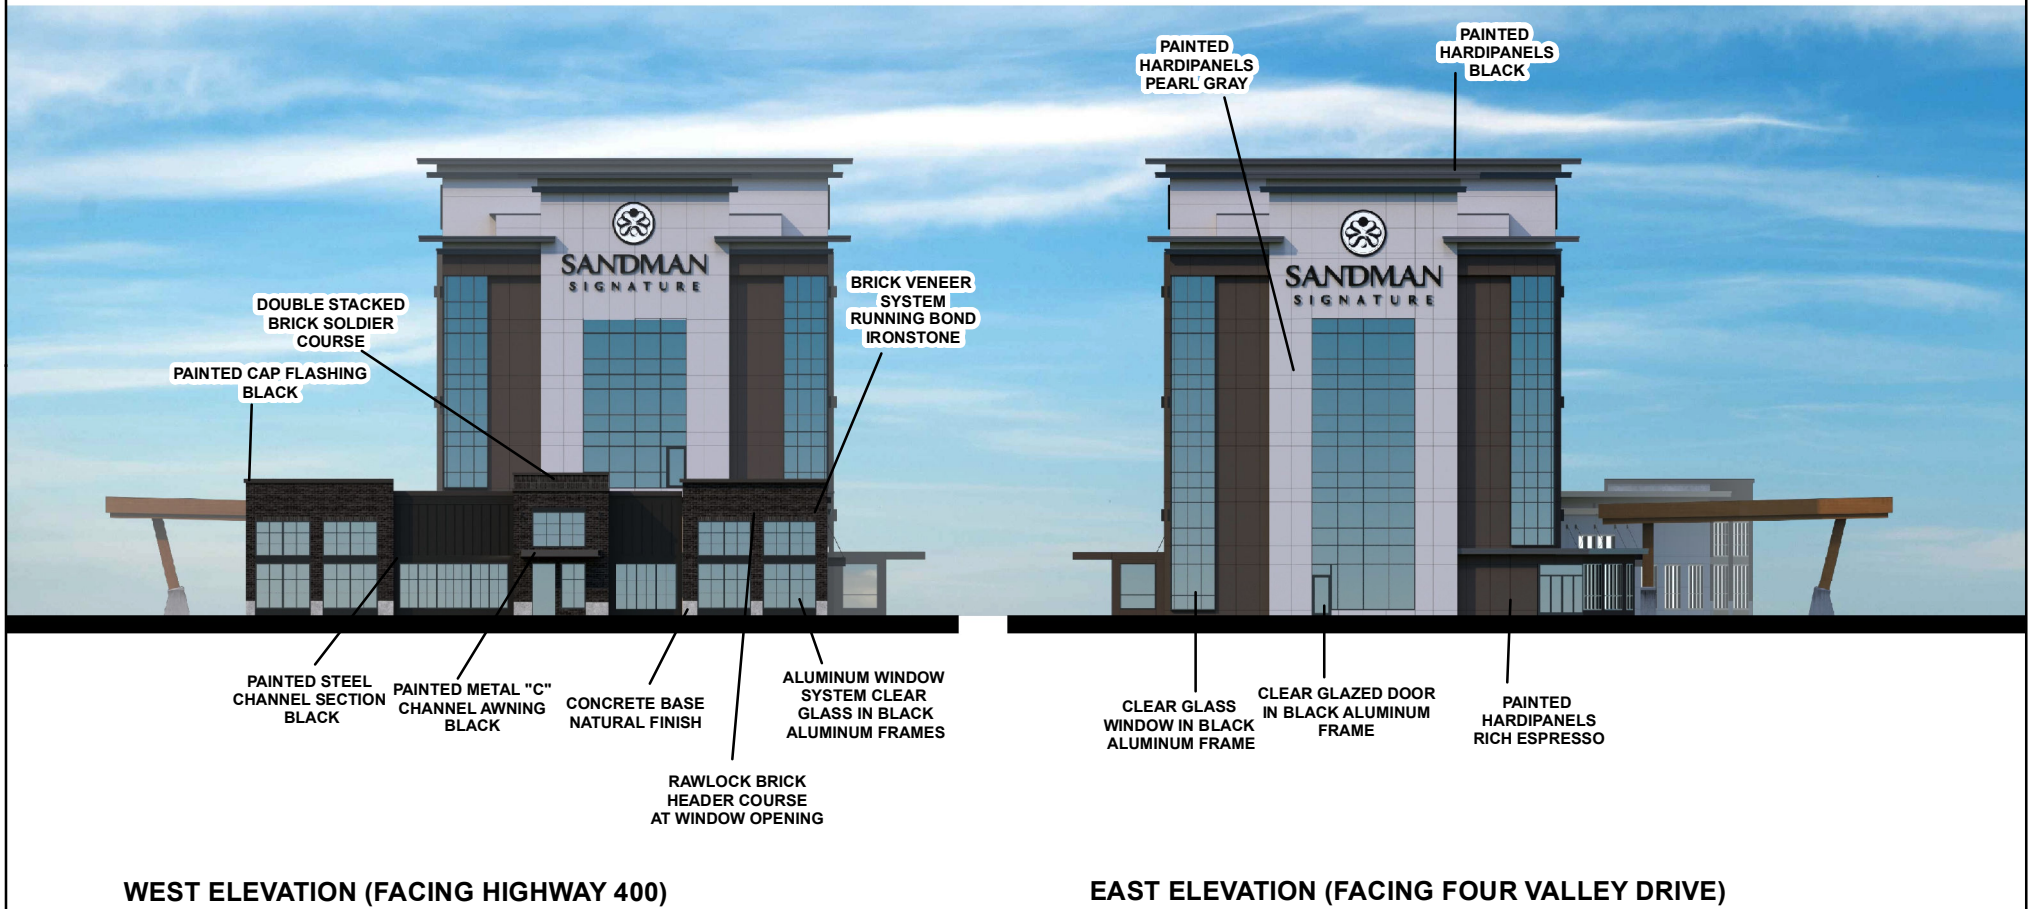 PAINTED
HARDIPANELS
PEARL GRAY
PAINTED
HARDIPANELS
BLACK
SANDMAN
SIGNATURE
SANDMAN
SIGNATURE
DOUBLE STACKED
BRICK SOLDIER
COURSE
BRICK VENEER
SYSTEM
RUNNING BOND
IRONSTONE
PAINTED CAP FLASHING
BLACK
PAINTED STEEL
CHANNEL SECTION
BLACK
PAINTED METAL "C"
CHANNEL AWNING
BLACK
CONCRETE BASE
NATURAL FINISH
ALUMINUM WINDOW
SYSTEM CLEAR
GLASS IN BLACK
ALUMINUM FRAMES
RAWLOCK BRICK
HEADER COURSE
AT WINDOW OPENING
CLEAR GLASS
WINDOW IN BLACK
ALUMINUM FRAME
CLEAR GLAZED DOOR
IN BLACK ALUMINUM
FRAME
PAINTED
HARDIPANELS
RICH ESPRESSO
WEST ELEVATION (FACING HIGHWAY 400)
EAST ELEVATION (FACING FOUR VALLEY DRIVE)